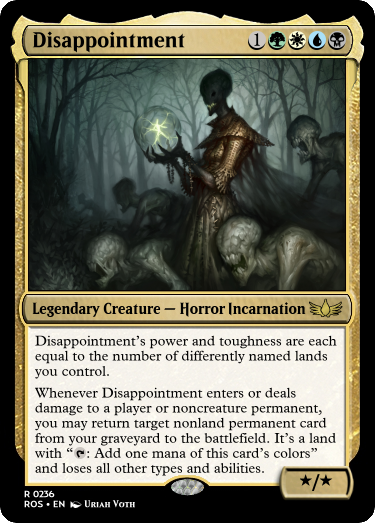 Disappointment 1
Disappointment's power and toughness are each
equal to the number of differently named lands
you control.
Whenever Disappointment enters or deals
damage to a player or noncreature permanent,
you may return target nonland permanent card
from your graveyard to the battlefield. It's a land
with “: Add one mana of this card's colors”
and loses all other types and abilities.
Legendary Creature — Horror Incarnation
★/★
R 0236
ROS • EN Uriah Voth